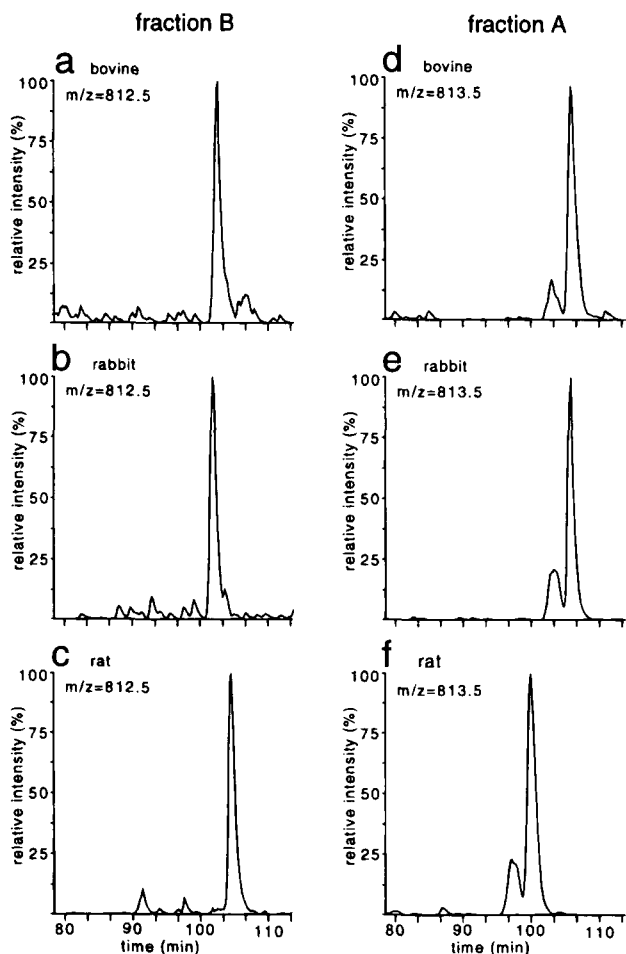 fraction B
fraction A
a bovine
m/z=812.5
100
75
50
25
relative intensity (%)
d bovine
m/z=813.5
100
75
50
25
relative intensity (%)
b rabbit
m/z=812.5
100
75
50
25
relative intensity (%)
e rabbit
m/z=813.5
100
75
50
25
relative intensity (%)
c rat
m/z=812.5
100
75
50
25
relative intensity (%)
80 90 100 110
time (min)
f rat
m/z=813.5
100
75
50
25
relative intensity (%)
80 90 100 110
time (min)